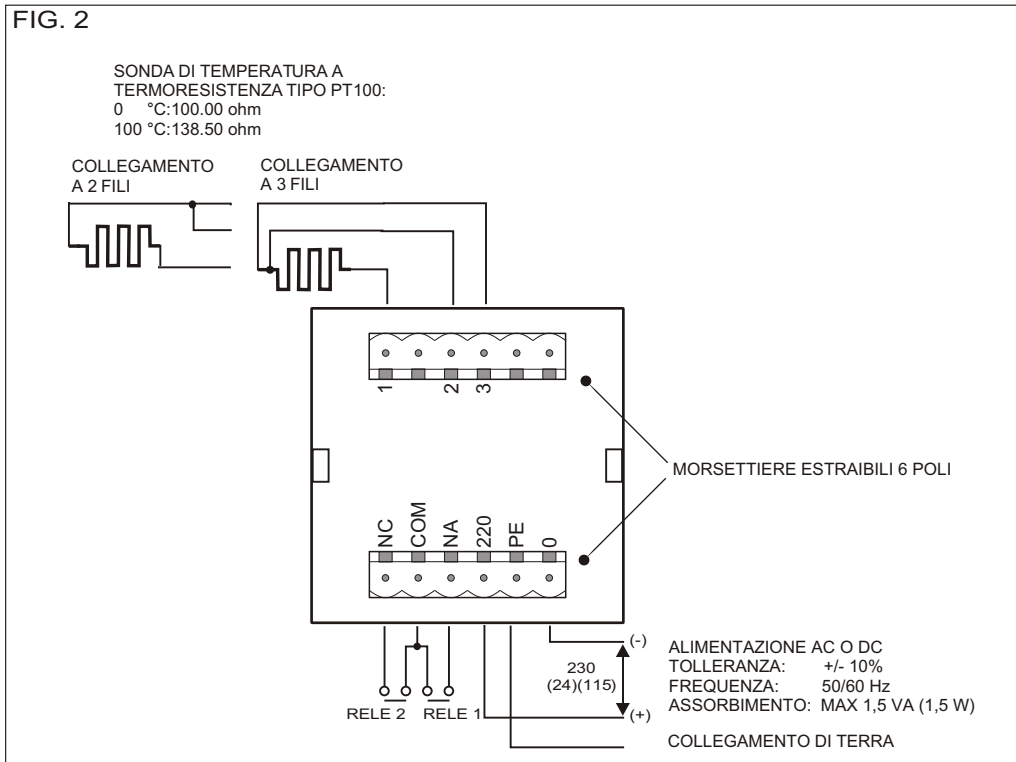 FIG. 2
SONDA DI TEMPERATURA A
TERMORESISTENZA TIPO PT100:
0 °C:100.00 ohm
100 °C:138.50 ohm
COLLEGAMENTO
A 2 FILI
COLLEGAMENTO
A 3 FILI
1 2 3
MORSETTIERE ESTRAIBILI 6 POLI
NC COM NA 220 PE 0
RELE 2 RELE 1
230
(24)(115)
(-)
(+)
ALIMENTAZIONE AC O DC
TOLLERANZA: +/- 10%
FREQUENZA: 50/60 Hz
ASSORBIMENTO: MAX 1,5 VA (1,5 W)
COLLEGAMENTO DI TERRA